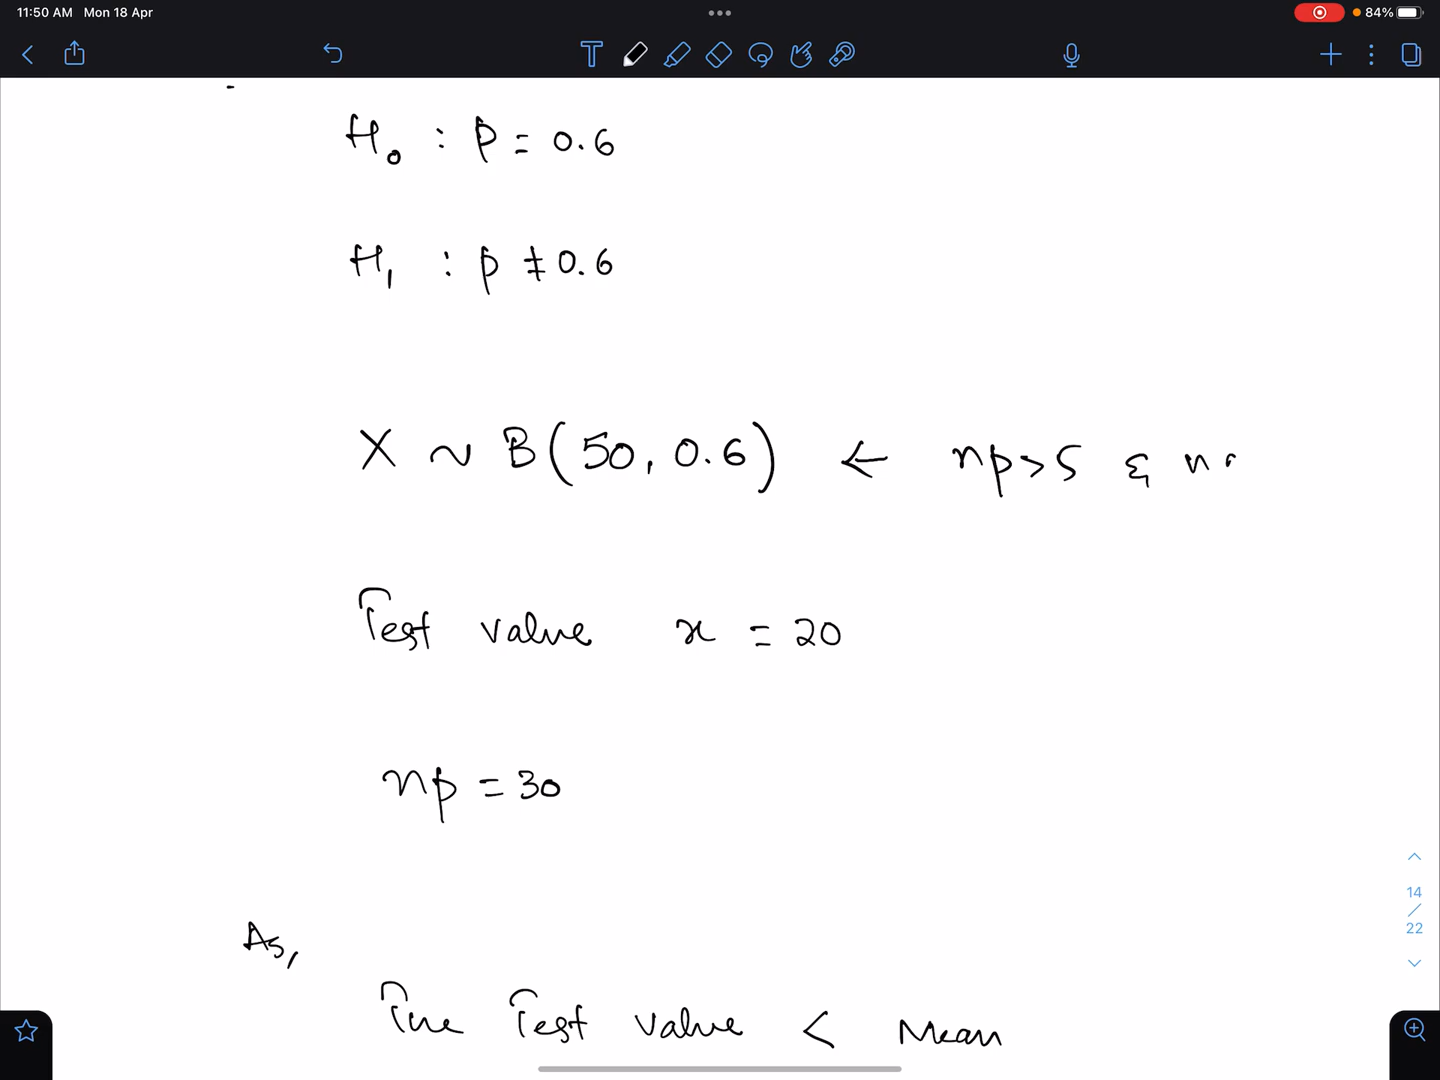 11:50 AM Mon 18 Apr
84%
H₀ : p = 0.6
H₁ : p ≠ 0.6
X ~ B(50, 0.6) ← np>5 & n
Test value x = 20
np = 30
14
/
22
As,
The Test value < Mean